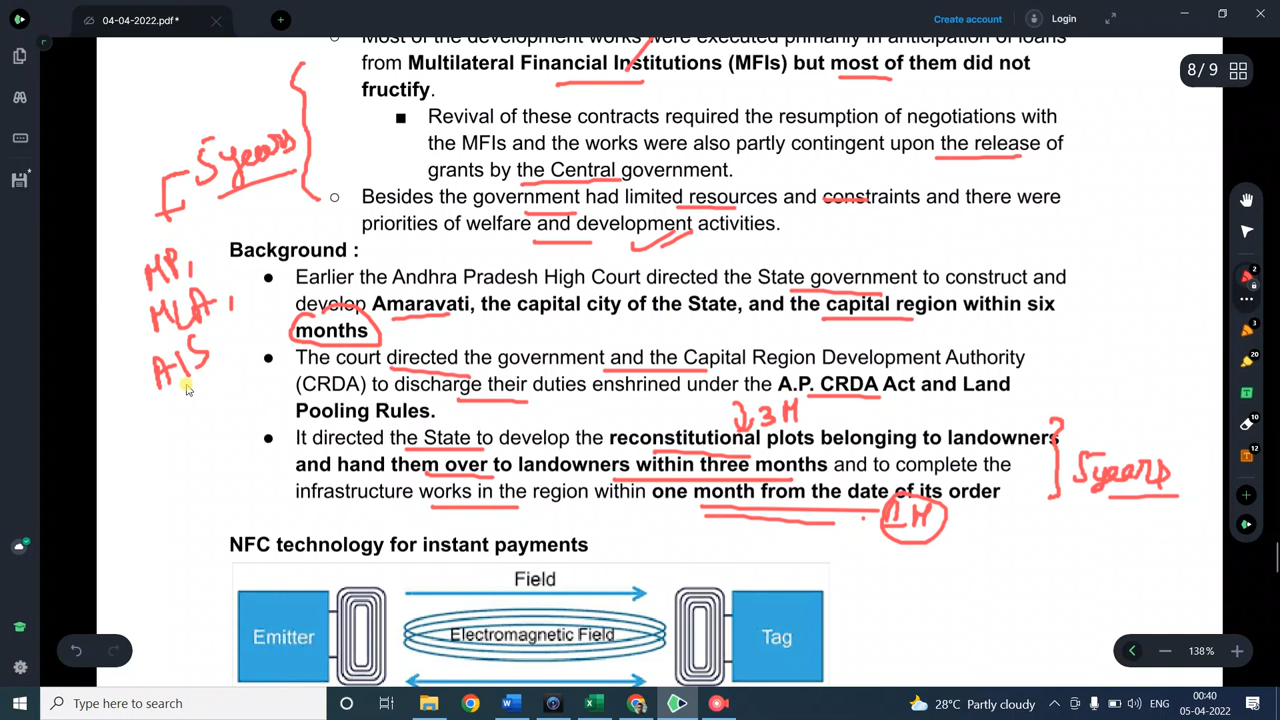 04-04-2022.pdf*
Create account
Login
8/9
Most of the development works were executed primarily in anticipation of loans
from Multilateral Financial Institutions (MFIs) but most of them did not
fructify.
Revival of these contracts required the resumption of negotiations with
the MFIs and the works were also partly contingent upon the release of
grants by the Central government.
5years
Besides the government had limited resources and constraints and there were
priorities of welfare and development activities.
Background :
MP,
MLA,
AIS
Earlier the Andhra Pradesh High Court directed the State government to construct and
develop Amaravati, the capital city of the State, and the capital region within six
months
The court directed the government and the Capital Region Development Authority
(CRDA) to discharge their duties enshrined under the A.P. CRDA Act and Land
Pooling Rules.
3 M
It directed the State to develop the reconstitutional plots belonging to landowners
and hand them over to landowners within three months and to complete the
infrastructure works in the region within one month from the date of its order
5years
1 M
NFC technology for instant payments
Field
Emitter
Electromagnetic Field
Tag
138%
2
3
20
10
12
Type here to search
28°C Partly cloudy
ENG
00:40
05-04-2022